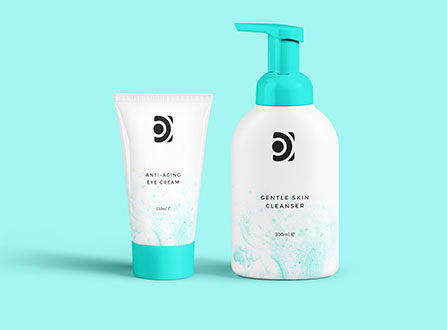 ANTI-AGING
EYE CREAM
GENTLE SKIN
CLEANSER
300ml ℮